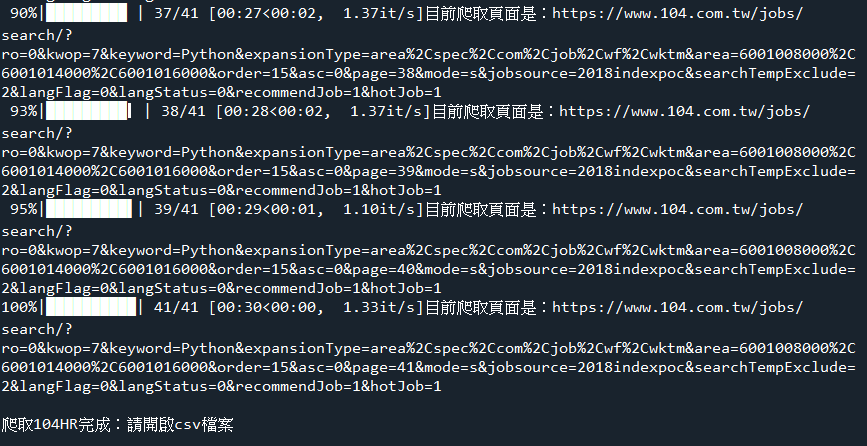 90%|█████████ | 37/41 [00:27<00:02,  1.37it/s]目前爬取頁面是：https://www.104.com.tw/jobs/
search/?
ro=0&kwop=7&keyword=Python&expansionType=area%2Cspec%2Ccom%2Cjob%2Cwf%2Cwktm&area=6001008000%2C
6001014000%2C6001016000&order=15&asc=0&page=38&mode=s&jobsource=2018indexpoc&searchTempExclude=
2&langFlag=0&langStatus=0&recommendJob=1&hotJob=1
93%|█████████▎| 38/41 [00:28<00:02,  1.37it/s]目前爬取頁面是：https://www.104.com.tw/jobs/
search/?
ro=0&kwop=7&keyword=Python&expansionType=area%2Cspec%2Ccom%2Cjob%2Cwf%2Cwktm&area=6001008000%2C
6001014000%2C6001016000&order=15&asc=0&page=39&mode=s&jobsource=2018indexpoc&searchTempExclude=
2&langFlag=0&langStatus=0&recommendJob=1&hotJob=1
95%|█████████▌| 39/41 [00:29<00:01,  1.10it/s]目前爬取頁面是：https://www.104.com.tw/jobs/
search/?
ro=0&kwop=7&keyword=Python&expansionType=area%2Cspec%2Ccom%2Cjob%2Cwf%2Cwktm&area=6001008000%2C
6001014000%2C6001016000&order=15&asc=0&page=40&mode=s&jobsource=2018indexpoc&searchTempExclude=
2&langFlag=0&langStatus=0&recommendJob=1&hotJob=1
100%|██████████| 41/41 [00:30<00:00,  1.33it/s]目前爬取頁面是：https://www.104.com.tw/jobs/
search/?
ro=0&kwop=7&keyword=Python&expansionType=area%2Cspec%2Ccom%2Cjob%2Cwf%2Cwktm&area=6001008000%2C
6001014000%2C6001016000&order=15&asc=0&page=41&mode=s&jobsource=2018indexpoc&searchTempExclude=
2&langFlag=0&langStatus=0&recommendJob=1&hotJob=1
爬取104HR完成：請開啟csv檔案